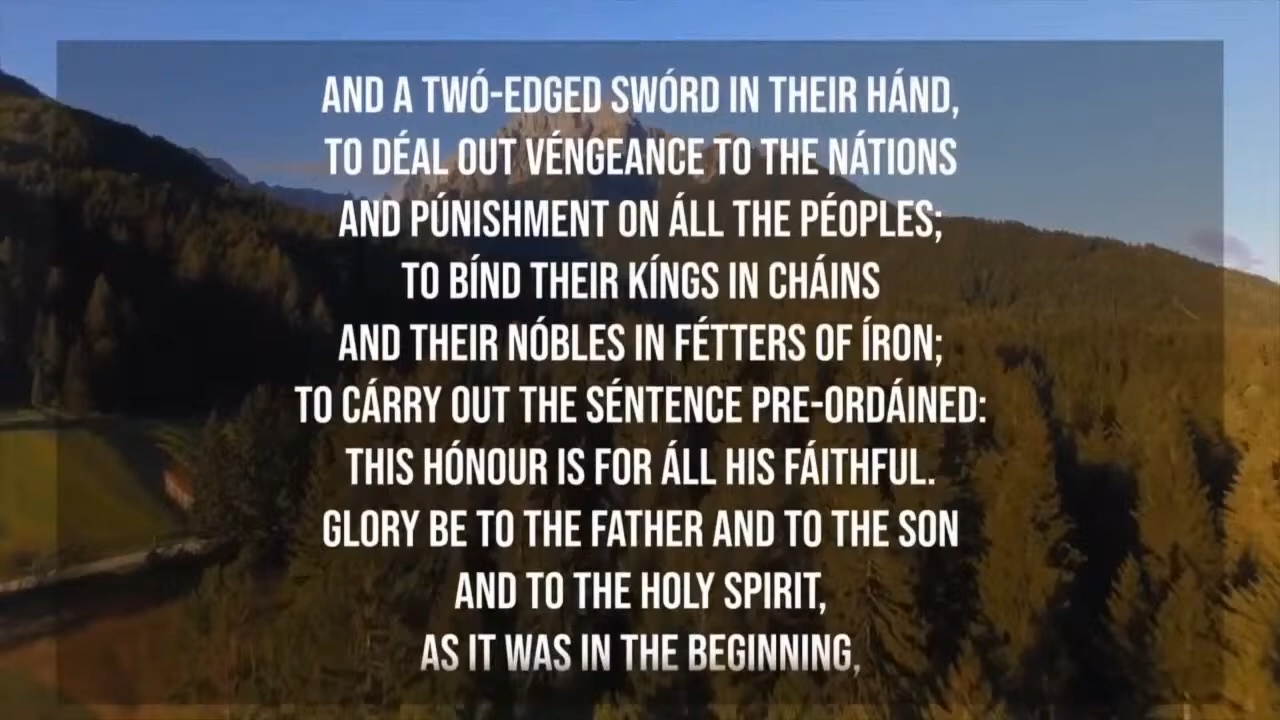 AND A TWÓ-EDGED SWÓRD IN THEIR HÁND,
TO DÉAL OUT VÉNGEANCE TO THE NÁTIONS
AND PÚNISHMENT ON ÁLL THE PÉOPLES;
TO BÍND THEIR KÍNGS IN CHÁINS
AND THEIR NÓBLES IN FÉTTERS OF ÍRON;
TO CÁRRY OUT THE SÉNTENCE PRE-ORDÁINED:
THIS HÓNOUR IS FOR ÁLL HIS FÁITHFUL.
GLORY BE TO THE FATHER AND TO THE SON
AND TO THE HOLY SPIRIT,
AS IT WAS IN THE BEGINNING,